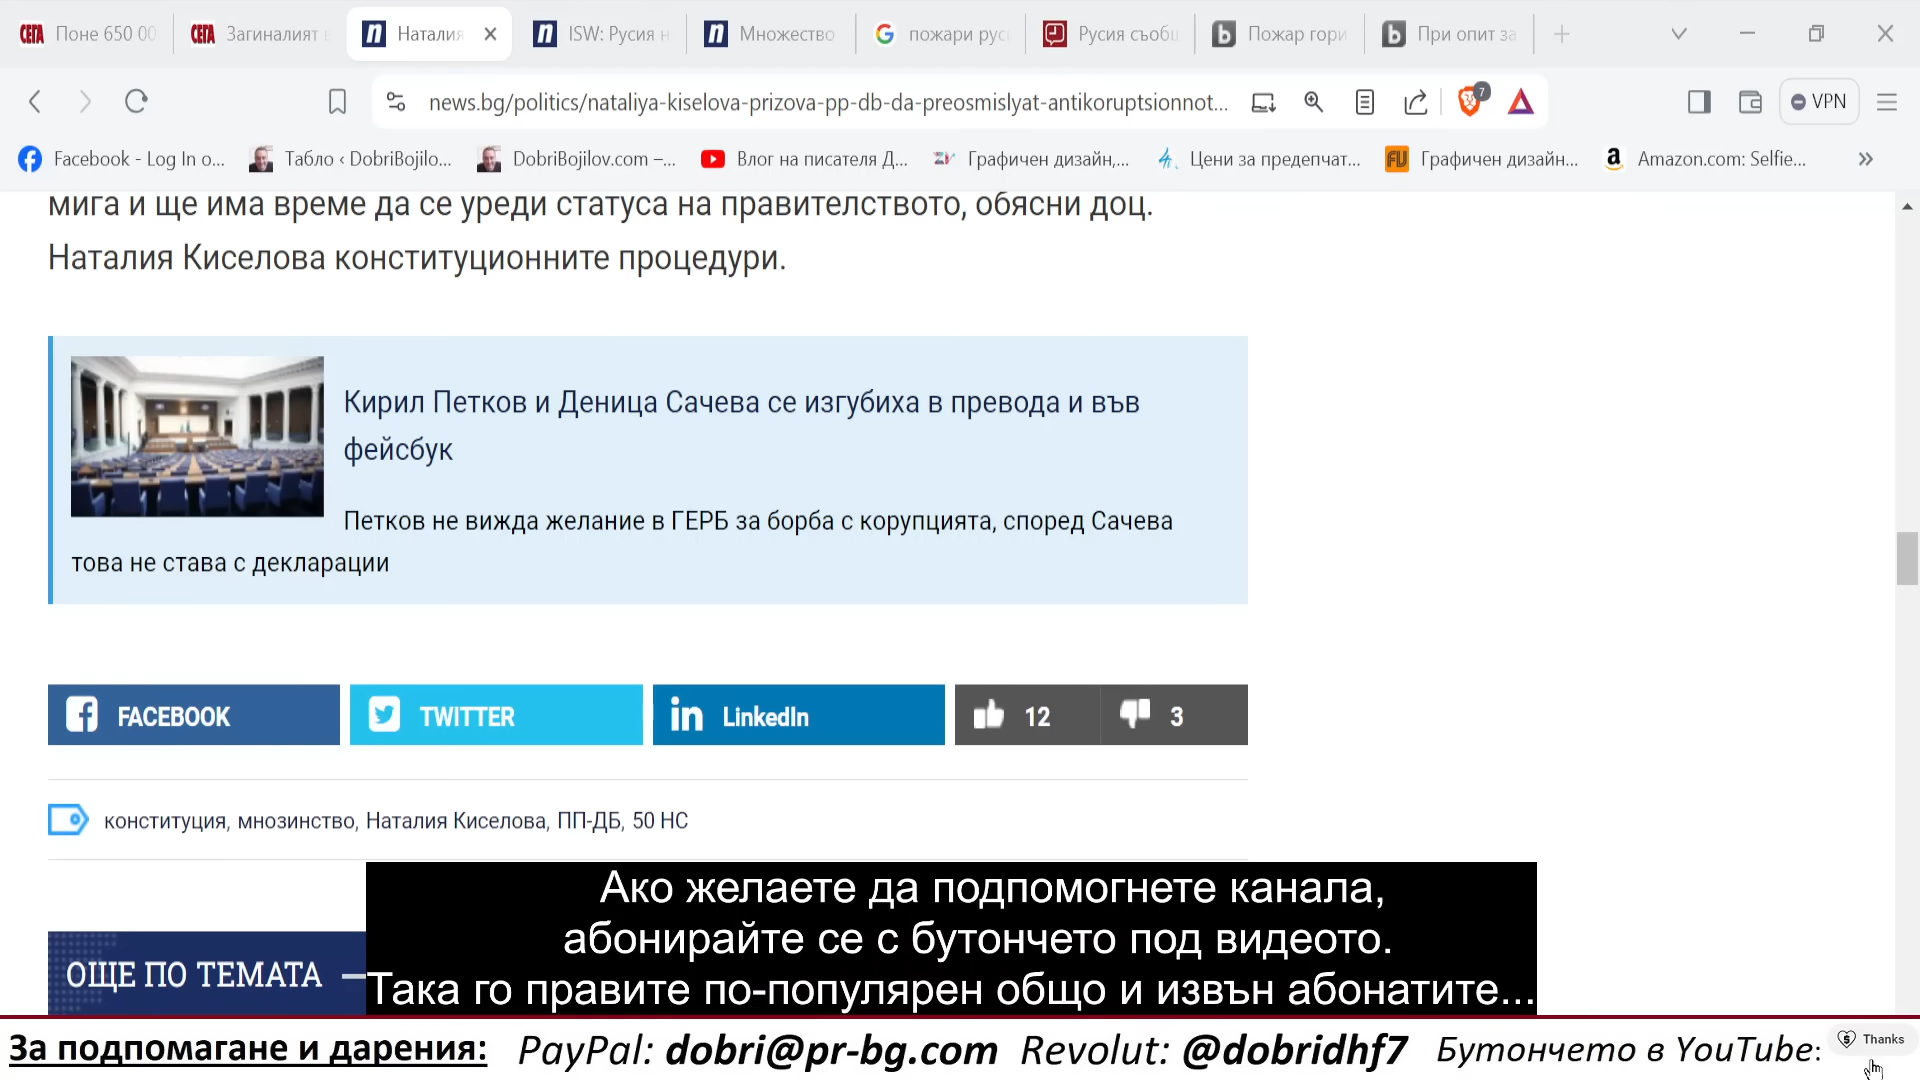 СЕГА Поне 650 00
СЕГА Загиналият в
n Наталия
n ISW: Русия н
n Множество
G пожари рус
Русия съобщ
b Пожар гори
b При опит за
news.bg/politics/nataliya-kiselova-prizova-pp-db-da-preosmislyat-antikoruptsionnot...
7
VPN
Facebook - Log In o...
Табло ‹ DobriBojilo...
DobriBojilov.com –...
Влог на писателя Д...
Графичен дизайн,...
Цени за предепчат...
Графичен дизайн...
Amazon.com: Selfie...
мига и ще има време да се уреди статуса на правителството, обясни доц.
Наталия Киселова конституционните процедури.
Кирил Петков и Деница Сачева се изгубиха в превода и във
фейсбук
Петков не вижда желание в ГЕРБ за борба с корупцията, според Сачева
това не става с декларации
FACEBOOK
TWITTER
LinkedIn
12
3
конституция, мнозинство, Наталия Киселова, ПП-ДБ, 50 НС
ОЩЕ ПО ТЕМАТА
Ако желаете да подпомогнете канала,
абонирайте се с бутончето под видеото.
Така го правите по-популярен общо и извън абонатите...
За подпомагане и дарения: PayPal: dobri@pr-bg.com Revolut: @dobridhf7 Бутончето в YouTube: Thanks